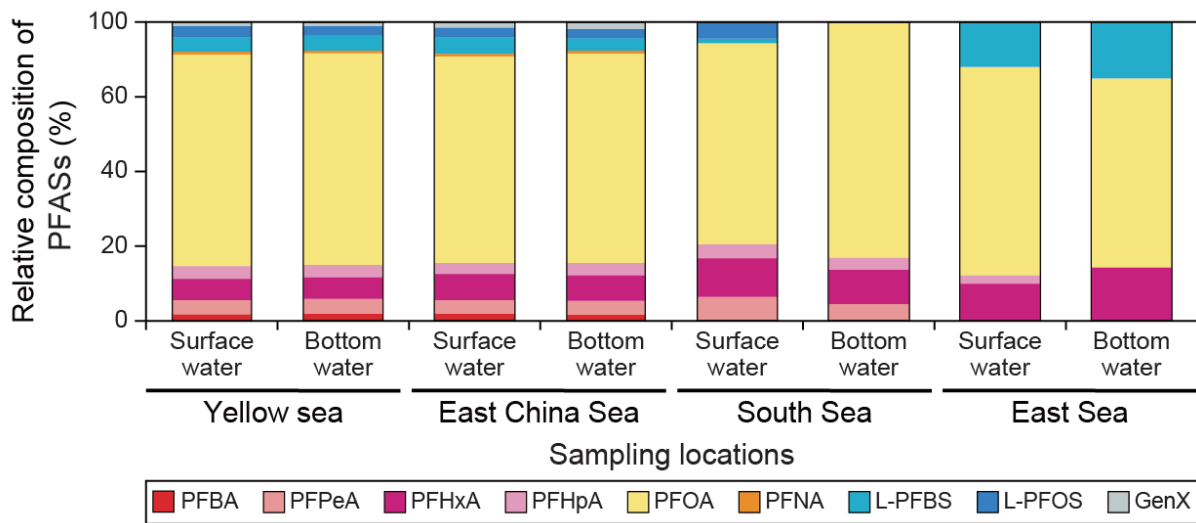 Relative composition of
PFASs (%)
100
60
40
20
0
Surface
water
Bottom
water
Surface
water
Bottom
water
Surface
water
Bottom
water
Surface
water
Bottom
water
Yellow sea
East China Sea
South Sea
East Sea
Sampling locations
PFBA PFPeA PFHxA PFHpA PFOA PFNA L-PFBS L-PFOS GenX